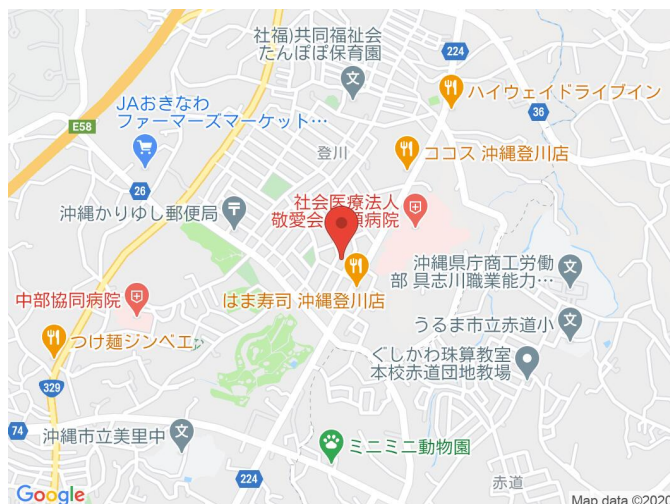 社福)共同福祉会
たんぽぽ保育園
224
ハイウェイドライブイン
JAおきなわ
ファーマーズマーケット…
36
E58
登川
ココス 沖縄登川店
26
社会医療法人
敬愛会
病院
沖縄かりゆし郵便局
沖縄県庁商工労働
部 具志川職業能力…
はま寿司 沖縄登川店
中部協同病院
うるま市立赤道小
つけ麺ジンベエ
ぐしかわ珠算教室
本校赤道団地教場
329
74
沖縄市立美里中
ミニミニ動物園
224
赤道
Google
Map data ©2020